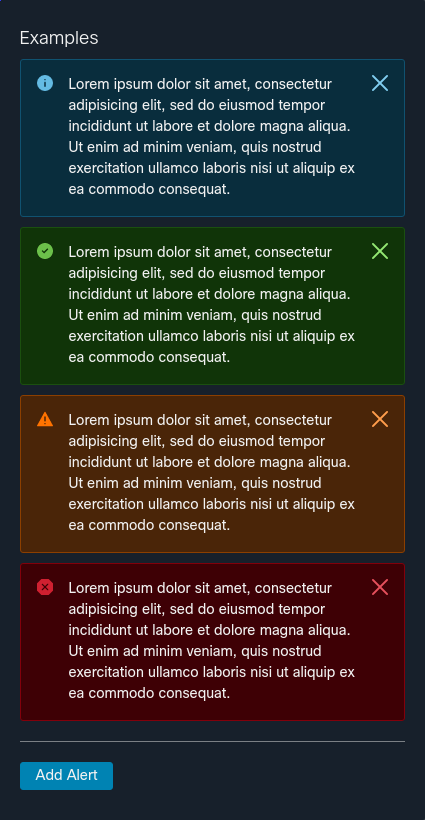 Examples
Lorem ipsum dolor sit amet, consectetur
adipisicing elit, sed do eiusmod tempor
incididunt ut labore et dolore magna aliqua.
Ut enim ad minim veniam, quis nostrud
exercitation ullamco laboris nisi ut aliquip ex
ea commodo consequat.
Lorem ipsum dolor sit amet, consectetur
adipisicing elit, sed do eiusmod tempor
incididunt ut labore et dolore magna aliqua.
Ut enim ad minim veniam, quis nostrud
exercitation ullamco laboris nisi ut aliquip ex
ea commodo consequat.
Lorem ipsum dolor sit amet, consectetur
adipisicing elit, sed do eiusmod tempor
incididunt ut labore et dolore magna aliqua.
Ut enim ad minim veniam, quis nostrud
exercitation ullamco laboris nisi ut aliquip ex
ea commodo consequat.
Lorem ipsum dolor sit amet, consectetur
adipisicing elit, sed do eiusmod tempor
incididunt ut labore et dolore magna aliqua.
Ut enim ad minim veniam, quis nostrud
exercitation ullamco laboris nisi ut aliquip ex
ea commodo consequat.
Add Alert